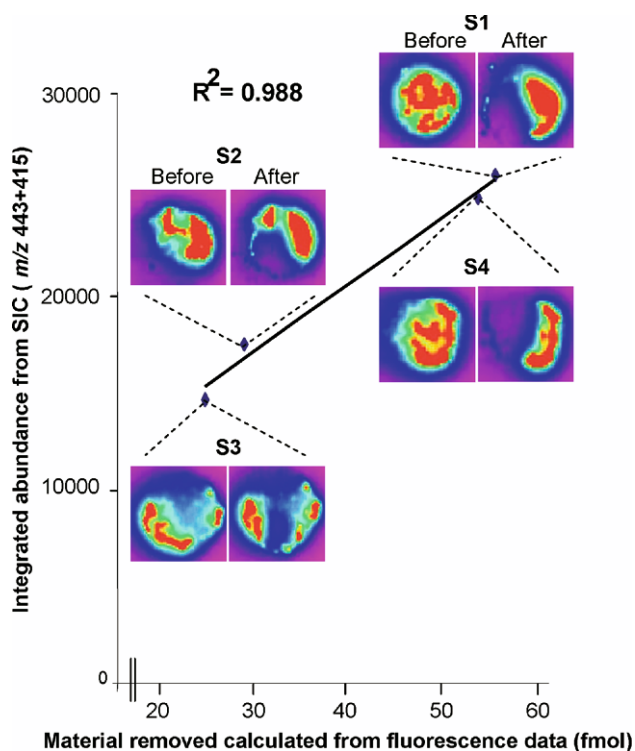 S1
Before After
30000
R2 = 0.988
S2
Before After
Integrated abundance from SIC ( m/z 443+415)
20000
S4
S3
10000
0
20 30 40 50 60
Material removed calculated from fluorescence data (fmol)